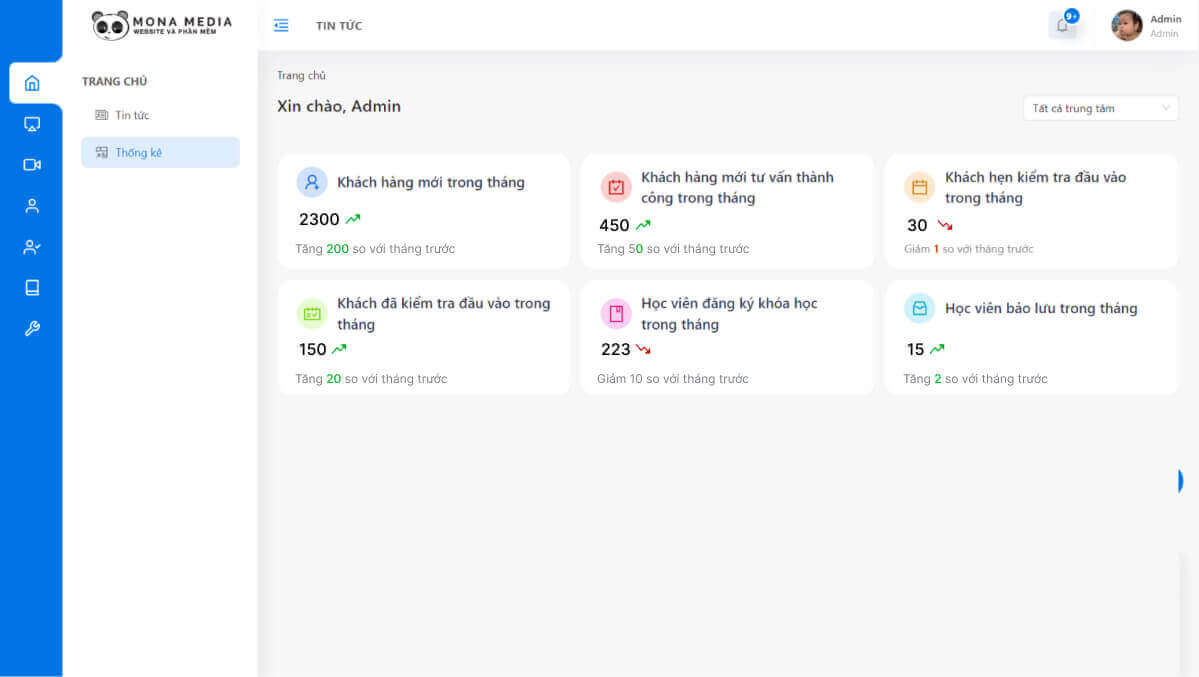 MONA MEDIA
WEBSITE VÀ PHẦN MỀM
TIN TỨC
9+
Admin
Admin
TRANG CHỦ
Tin tức
Thống kê
Trang chủ
Xin chào, Admin
Tất cả trung tâm
Khách hàng mới trong tháng
2300
Tăng 200 so với tháng trước
Khách hàng mới tư vấn thành
công trong tháng
450
Tăng 50 so với tháng trước
Khách hẹn kiểm tra đầu vào
trong tháng
30
Giảm 1 so với tháng trước
Khách đã kiểm tra đầu vào trong
tháng
150
Tăng 20 so với tháng trước
Học viên đăng ký khóa học
trong tháng
223
Giảm 10 so với tháng trước
Học viên bảo lưu trong tháng
15
Tăng 2 so với tháng trước